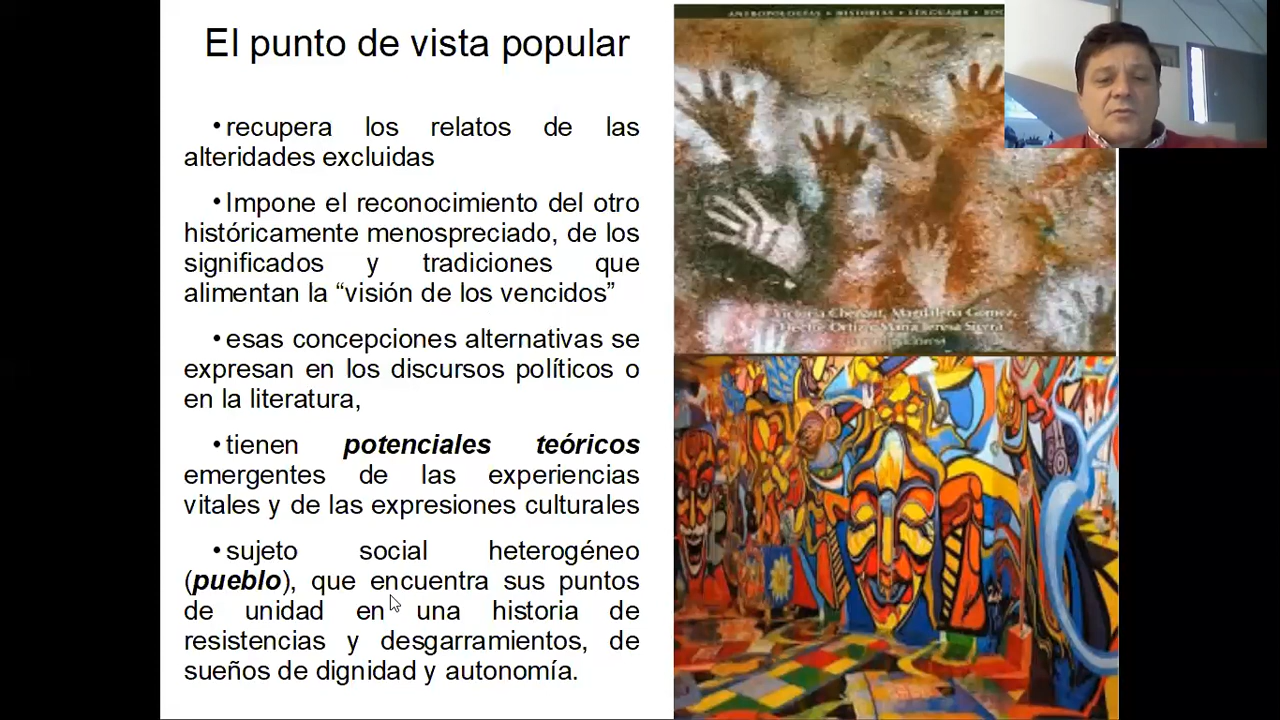 El punto de vista popular
•recupera los relatos de las
alteridades excluidas
•Impone el reconocimiento del otro
históricamente menospreciado, de los
significados y tradiciones que
alimentan la “visión de los vencidos”
•esas concepciones alternativas se
expresan en los discursos políticos o
en la literatura,
•tienen potenciales teóricos
emergentes de las experiencias
vitales y de las expresiones culturales
•sujeto social heterogéneo
(pueblo), que encuentra sus puntos
de unidad en una historia de
resistencias y desgarramientos, de
sueños de dignidad y autonomía.
ANTROPOLOGÍAS • HISTORIAS • LENGUAJES •
Victoria Chenaut, Magdalena Gómez,
Ortiz y María Teresa Sierra